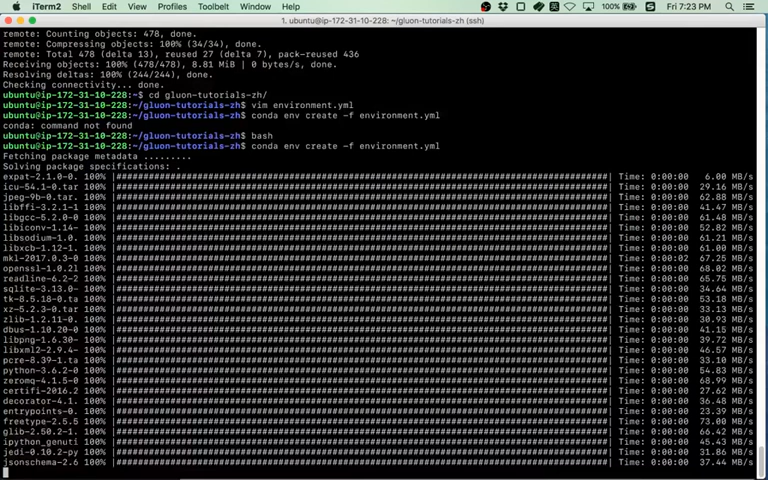 iTerm2 Shell Edit View Profiles Toolbelt Window Help 100% Fri 7:23 PM
1. ubuntu@ip-172-31-10-228: ~/gluon-tutorials-zh (ssh)
remote: Counting objects: 478, done.
remote: Compressing objects: 100% (34/34), done.
remote: Total 478 (delta 13), reused 27 (delta 7), pack-reused 436
Receiving objects: 100% (478/478), 8.81 MiB | 0 bytes/s, done.
Resolving deltas: 100% (244/244), done.
Checking connectivity... done.
ubuntu@ip-172-31-10-228:~$ cd gluon-tutorials-zh/
ubuntu@ip-172-31-10-228:~/gluon-tutorials-zh$ vim environment.yml
ubuntu@ip-172-31-10-228:~/gluon-tutorials-zh$ conda env create -f environment.yml
conda: command not found
ubuntu@ip-172-31-10-228:~/gluon-tutorials-zh$ bash
ubuntu@ip-172-31-10-228:~/gluon-tutorials-zh$ conda env create -f environment.yml
Fetching package metadata .........
Solving package specifications: .
expat-2.1.0-0. 100% |################################| Time: 0:00:00 6.00 MB/s
icu-54.1-0.tar 100% |################################| Time: 0:00:00 29.16 MB/s
jpeg-9b-0.tar. 100% |################################| Time: 0:00:00 62.88 MB/s
libffi-3.2.1-0 100% |################################| Time: 0:00:00 41.47 MB/s
libgcc-5.2.0-0 100% |################################| Time: 0:00:00 61.48 MB/s
libiconv-1.14- 100% |################################| Time: 0:00:00 52.82 MB/s
libsodium-1.0. 100% |################################| Time: 0:00:00 61.21 MB/s
libxcb-1.12-1. 100% |################################| Time: 0:00:00 61.00 MB/s
mkl-2017.0.3-0 100% |################################| Time: 0:00:02 67.25 MB/s
openssl-1.0.2l 100% |################################| Time: 0:00:00 68.02 MB/s
readline-6.2-2 100% |################################| Time: 0:00:00 65.75 MB/s
sqlite-3.13.0- 100% |################################| Time: 0:00:00 34.64 MB/s
tk-8.5.18-0.ta 100% |################################| Time: 0:00:00 53.18 MB/s
xz-5.2.3-0.tar 100% |################################| Time: 0:00:00 33.13 MB/s
zlib-1.2.11-0. 100% |################################| Time: 0:00:00 30.93 MB/s
dbus-1.10.20-0 100% |################################| Time: 0:00:00 41.15 MB/s
libpng-1.6.30- 100% |################################| Time: 0:00:00 39.72 MB/s
libxml2-2.9.4- 100% |################################| Time: 0:00:00 46.57 MB/s
pcre-8.39-1.ta 100% |################################| Time: 0:00:00 33.10 MB/s
python-3.6.2-0 100% |################################| Time: 0:00:00 54.83 MB/s
zeromq-4.1.5-0 100% |################################| Time: 0:00:00 68.99 MB/s
certifi-2016.2 100% |################################| Time: 0:00:00 27.62 MB/s
decorator-4.1. 100% |################################| Time: 0:00:00 36.48 MB/s
entrypoints-0. 100% |################################| Time: 0:00:00 23.39 MB/s
freetype-2.5.5 100% |################################| Time: 0:00:00 73.00 MB/s
glib-2.50.2-1. 100% |################################| Time: 0:00:00 66.42 MB/s
ipython_genuti 100% |################################| Time: 0:00:00 45.43 MB/s
jedi-0.10.2-py 100% |################################| Time: 0:00:00 31.86 MB/s
jsonschema-2.6 100% |################################| Time: 0:00:00 37.44 MB/s